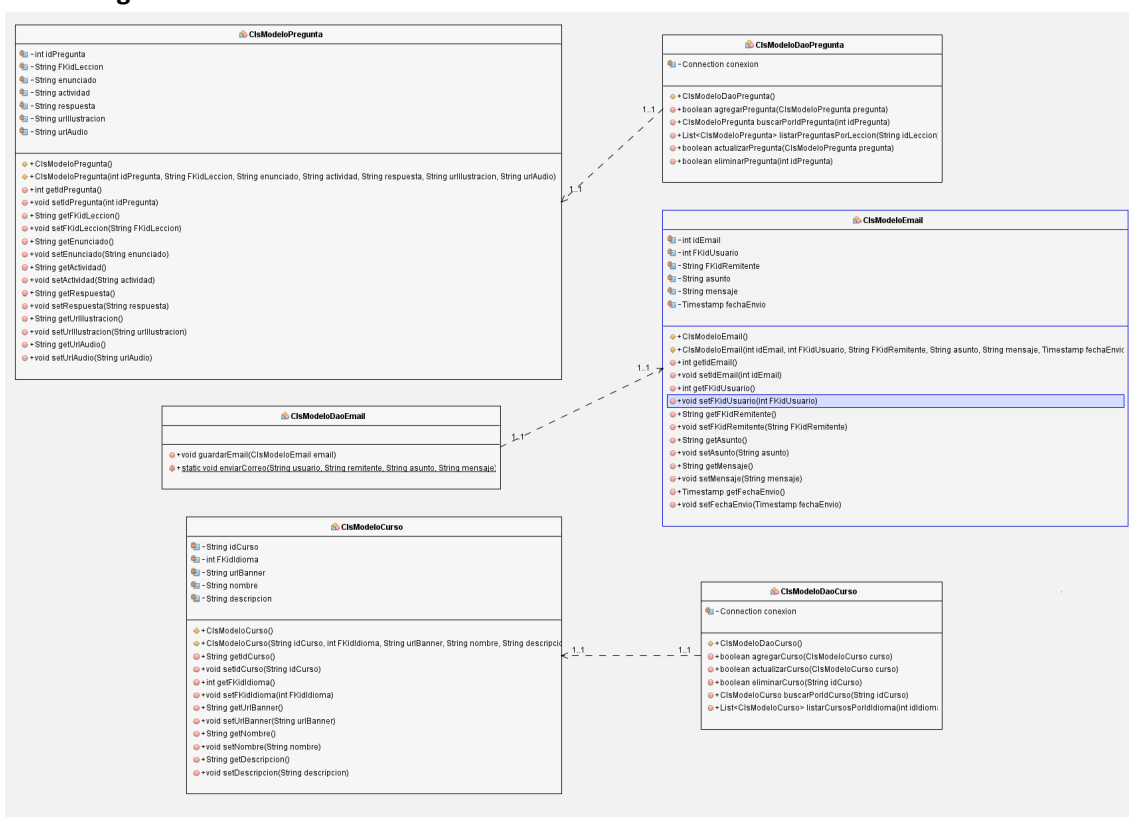 ClsModeloPregunta
- int idPregunta
- String FKidLeccion
- String enunciado
- String actividad
- String respuesta
- String urlIllustracion
- String urlAudio
+ ClsModeloPregunta()
+ ClsModeloPregunta(int idPregunta, String FKidLeccion, String enunciado, String actividad, String respuesta, String urlIllustracion, String urlAudio)
+ int getIdPregunta()
+ void setIdPregunta(int idPregunta)
+ String getFKidLeccion()
+ void setFKidLeccion(String FKidLeccion)
+ String getEnunciado()
+ void setEnunciado(String enunciado)
+ String getActividad()
+ void setActividad(String actividad)
+ String getRespuesta()
+ void setRespuesta(String respuesta)
+ String getUrlIllustracion()
+ void setUrlIllustracion(String urlIllustracion)
+ String getUrlAudio()
+ void setUrlAudio(String urlAudio)
1..1
1..1
ClsModeloDaoPregunta
- Connection conexion
+ ClsModeloDaoPregunta()
+ boolean agregarPregunta(ClsModeloPregunta pregunta)
+ ClsModeloPregunta buscarPorIdPregunta(int idPregunta)
+ List<ClsModeloPregunta> listarPreguntasPorLeccion(String idLeccion)
+ boolean actualizarPregunta(ClsModeloPregunta pregunta)
+ boolean eliminarPregunta(int idPregunta)
ClsModeloEmail
- int idEmail
- int FKidUsuario
- String FKidRemitente
- String asunto
- String mensaje
- Timestamp fechaEnvio
+ ClsModeloEmail()
+ ClsModeloEmail(int idEmail, int FKidUsuario, String FKidRemitente, String asunto, String mensaje, Timestamp fechaEnvio
+ int getIdEmail()
+ void setIdEmail(int idEmail)
+ int getFKidUsuario()
+ void setFKidUsuario(int FKidUsuario)
+ String getFKidRemitente()
+ void setFKidRemitente(String FKidRemitente)
+ String getAsunto()
+ void setAsunto(String asunto)
+ String getMensaje()
+ void setMensaje(String mensaje)
+ Timestamp getFechaEnvio()
+ void setFechaEnvio(Timestamp fechaEnvio)
1..1
1..1
ClsModeloDaoEmail
+ void guardarEmail(ClsModeloEmail email)
+ static void enviarCorreo(String usuario, String remitente, String asunto, String mensaje)
ClsModeloCurso
- String idCurso
- int FKidIdioma
- String urlBanner
- String nombre
- String descripcion
+ ClsModeloCurso()
+ ClsModeloCurso(String idCurso, int FKidIdioma, String urlBanner, String nombre, String descripcio
+ String getIdCurso()
+ void setIdCurso(String idCurso)
+ int getFKidIdioma()
+ void setFKidIdioma(int FKidIdioma)
+ String getUrlBanner()
+ void setUrlBanner(String urlBanner)
+ String getNombre()
+ void setNombre(String nombre)
+ String getDescripcion()
+ void setDescripcion(String descripcion)
1..1
1..1
ClsModeloDaoCurso
- Connection conexion
+ ClsModeloDaoCurso()
+ boolean agregarCurso(ClsModeloCurso curso)
+ boolean actualizarCurso(ClsModeloCurso curso)
+ boolean eliminarCurso(String idCurso)
+ ClsModeloCurso buscarPorIdCurso(String idCurso)
+ List<ClsModeloCurso> listarCursosPorIdIdioma(int idIdioma